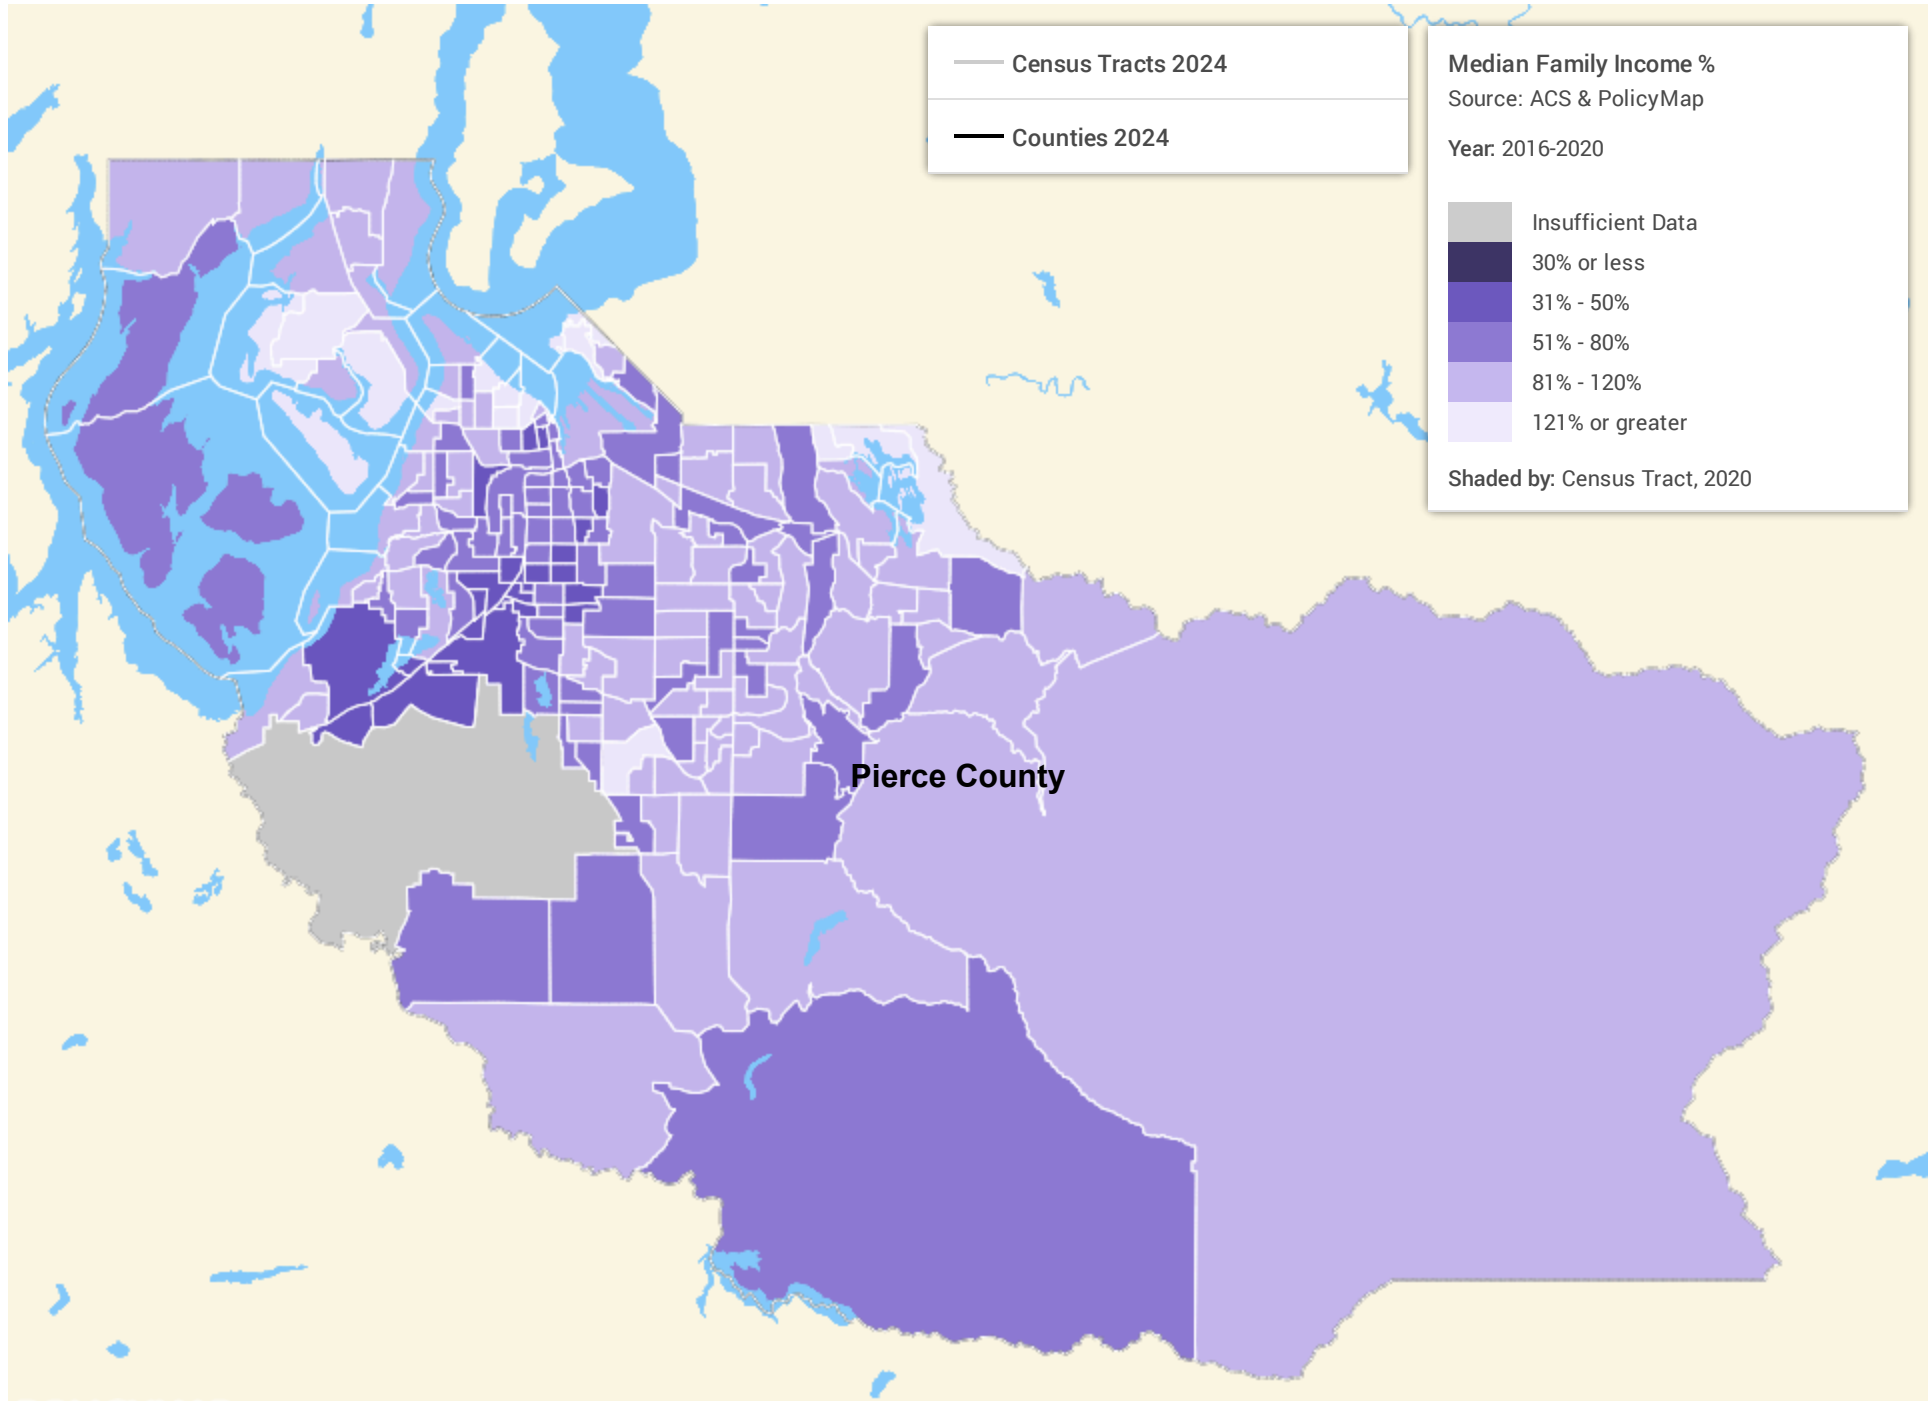 Census Tracts 2024
Counties 2024
Median Family Income %
Source: ACS & PolicyMap
Year: 2016-2020
Insufficient Data
30% or less
31% - 50%
51% - 80%
81% - 120%
121% or greater
Shaded by: Census Tract, 2020
Pierce County